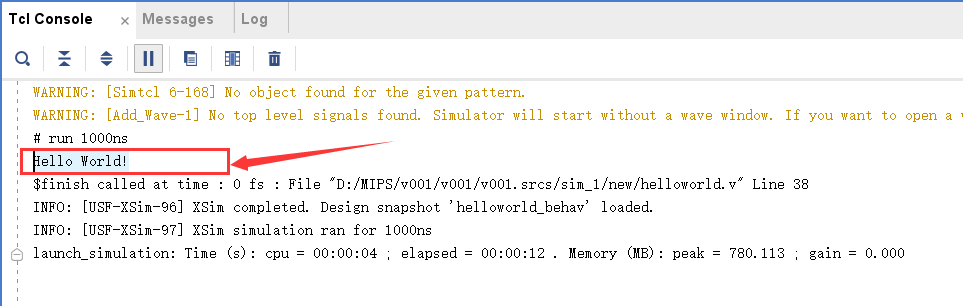 Tcl Console × Messages Log
WARNING: [Simtcl 6-168] No object found for the given pattern.
WARNING: [Add_Wave-1] No top level signals found. Simulator will start without a wave window. If you want to open a
# run 1000ns
Hello World!
$finish called at time : 0 fs : File "D:/MIPS/v001/v001/v001.srcs/sim_1/new/helloworld.v" Line 38
INFO: [USF-XSim-96] XSim completed. Design snapshot 'helloworld_behav' loaded.
INFO: [USF-XSim-97] XSim simulation ran for 1000ns
launch_simulation: Time (s): cpu = 00:00:04 ; elapsed = 00:00:12 . Memory (MB): peak = 780.113 ; gain = 0.000